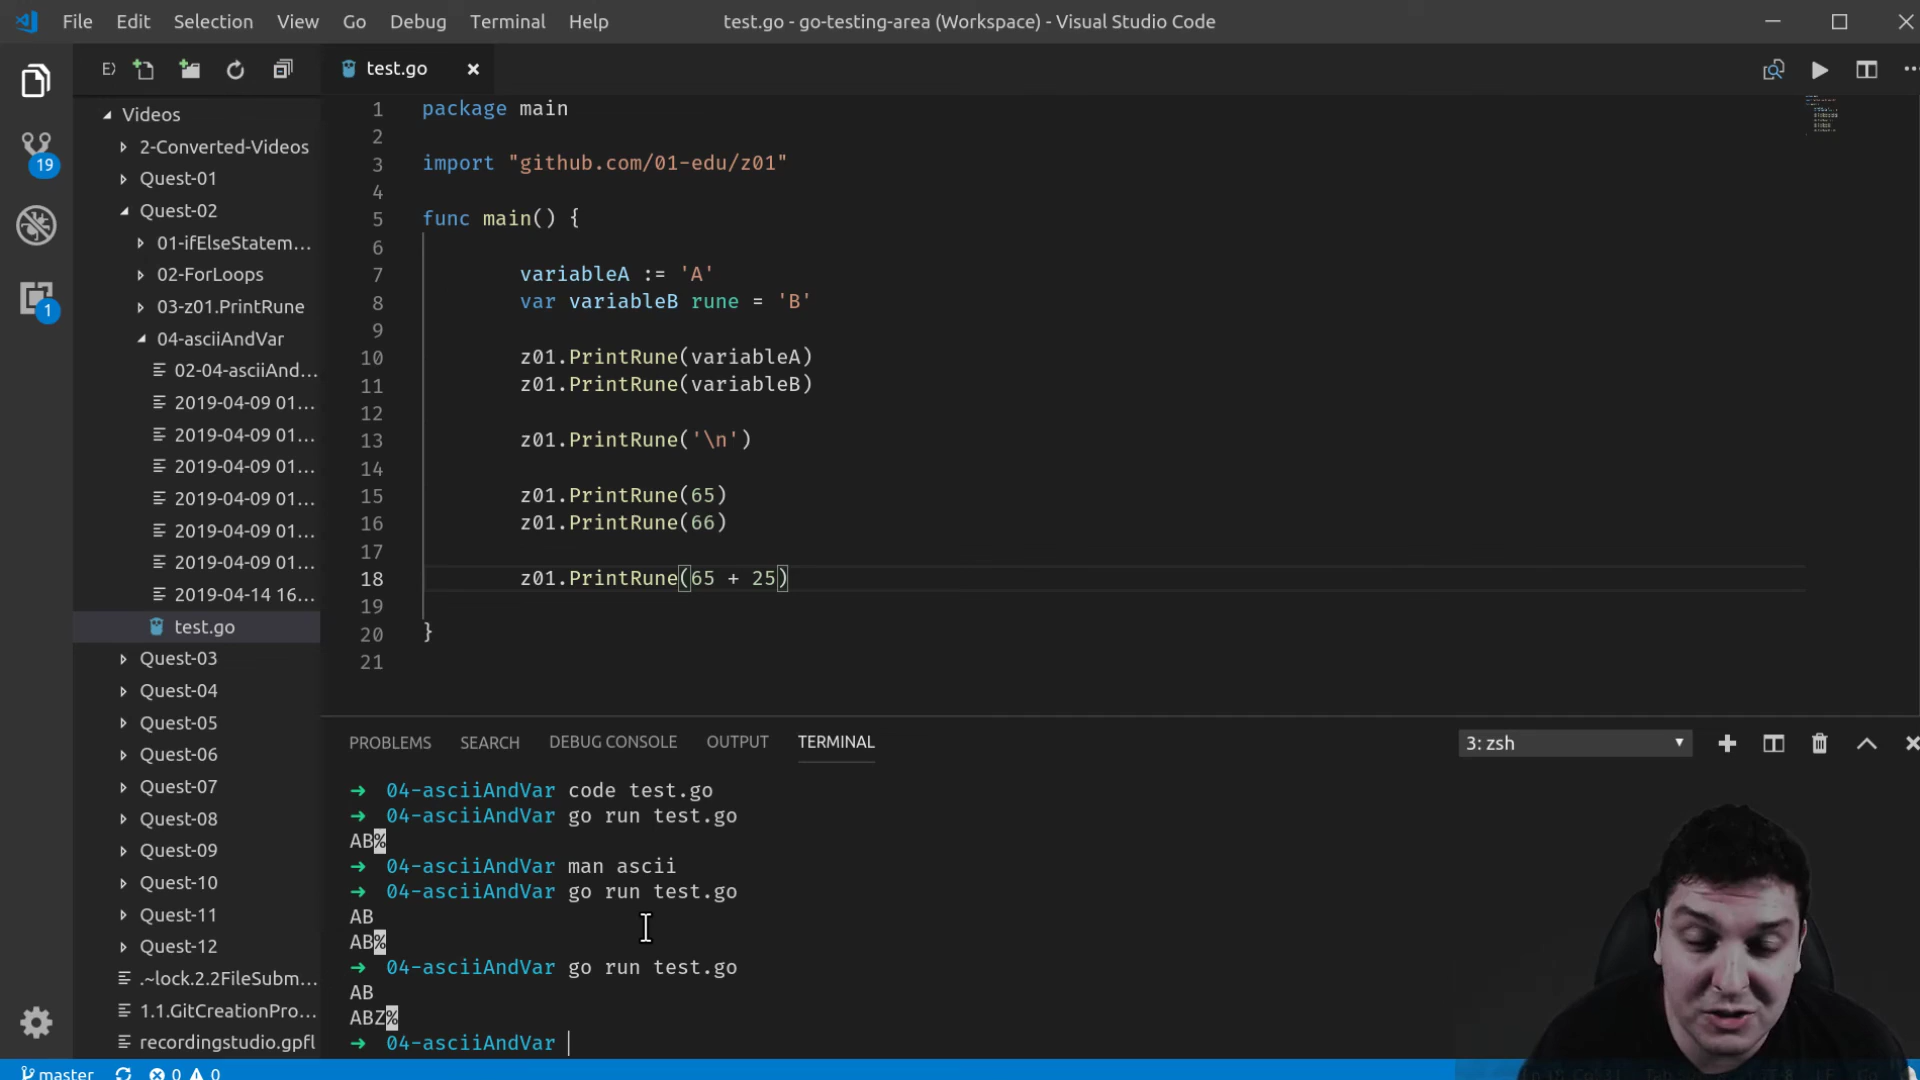 File Edit Selection View Go Debug Terminal Help
test.go - go-testing-area (Workspace) - Visual Studio Code
test.go
Videos
2-Converted-Videos
Quest-01
Quest-02
01-ifElseStatem...
02-ForLoops
03-z01.PrintRune
04-asciiAndVar
02-04-asciiAnd...
2019-04-09 01...
2019-04-09 01...
2019-04-09 01...
2019-04-09 01...
2019-04-09 01...
2019-04-09 01...
2019-04-14 16...
test.go
Quest-03
Quest-04
Quest-05
Quest-06
Quest-07
Quest-08
Quest-09
Quest-10
Quest-11
Quest-12
.~lock.2.2FileSubm...
1.1.GitCreationPro...
recordingstudio.gpfl
19
1
1 package main
2
3 import "github.com/01-edu/z01"
4
5 func main() {
6
7 variableA := 'A'
8 var variableB rune = 'B'
9
10 z01.PrintRune(variableA)
11 z01.PrintRune(variableB)
12
13 z01.PrintRune('\n')
14
15 z01.PrintRune(65)
16 z01.PrintRune(66)
17
18 z01.PrintRune(65 + 25)
19
20 }
21
PROBLEMS SEARCH DEBUG CONSOLE OUTPUT TERMINAL
3: zsh
➜ 04-asciiAndVar code test.go
➜ 04-asciiAndVar go run test.go
AB%
➜ 04-asciiAndVar man ascii
➜ 04-asciiAndVar go run test.go
AB
AB%
➜ 04-asciiAndVar go run test.go
AB
ABZ%
➜ 04-asciiAndVar
master 0 0